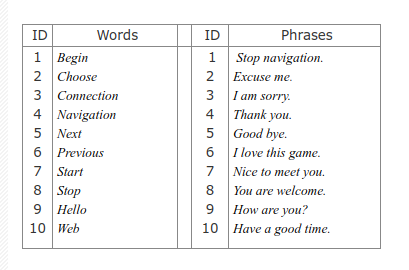 ID Words ID Phrases
1 Begin 1 Stop navigation.
2 Choose 2 Excuse me.
3 Connection 3 I am sorry.
4 Navigation 4 Thank you.
5 Next 5 Good bye.
6 Previous 6 I love this game.
7 Start 7 Nice to meet you.
8 Stop 8 You are welcome.
9 Hello 9 How are you?
10 Web 10 Have a good time.